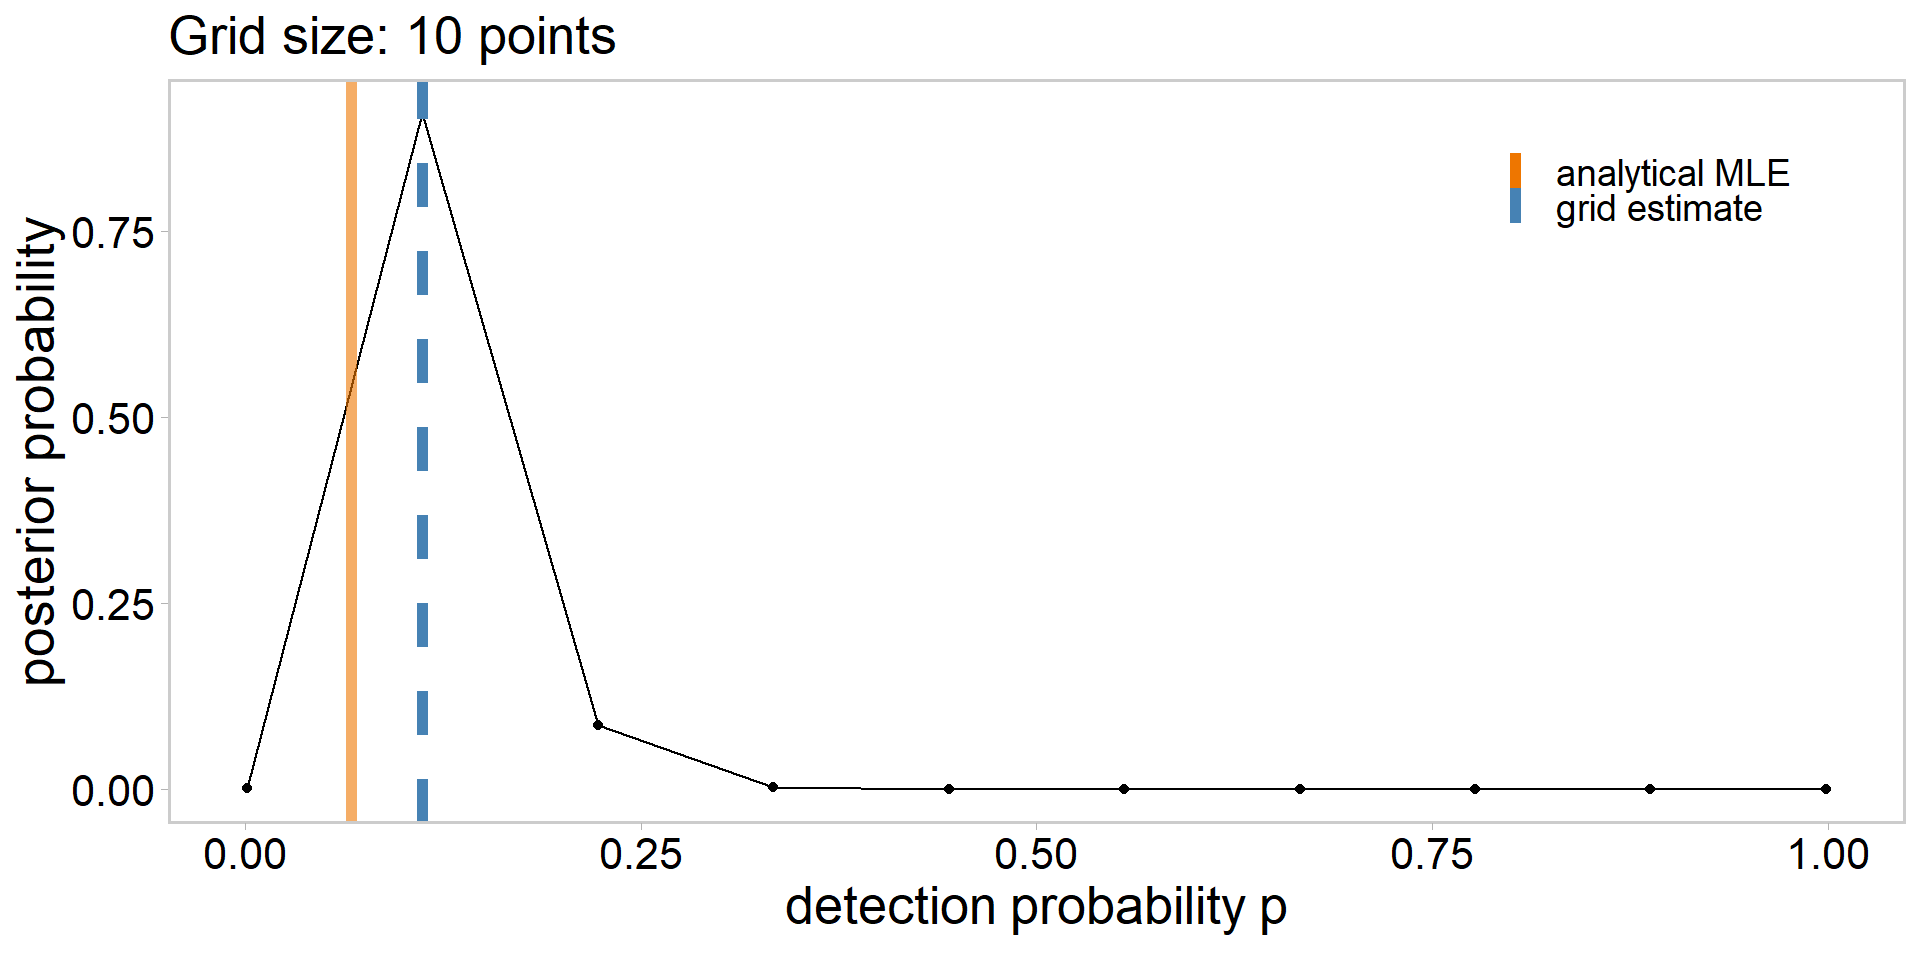 Grid size: 10 points
analytical MLE
grid estimate
posterior probability
0.75
0.50
0.25
0.00
0.00 0.25 0.50 0.75 1.00
detection probability p